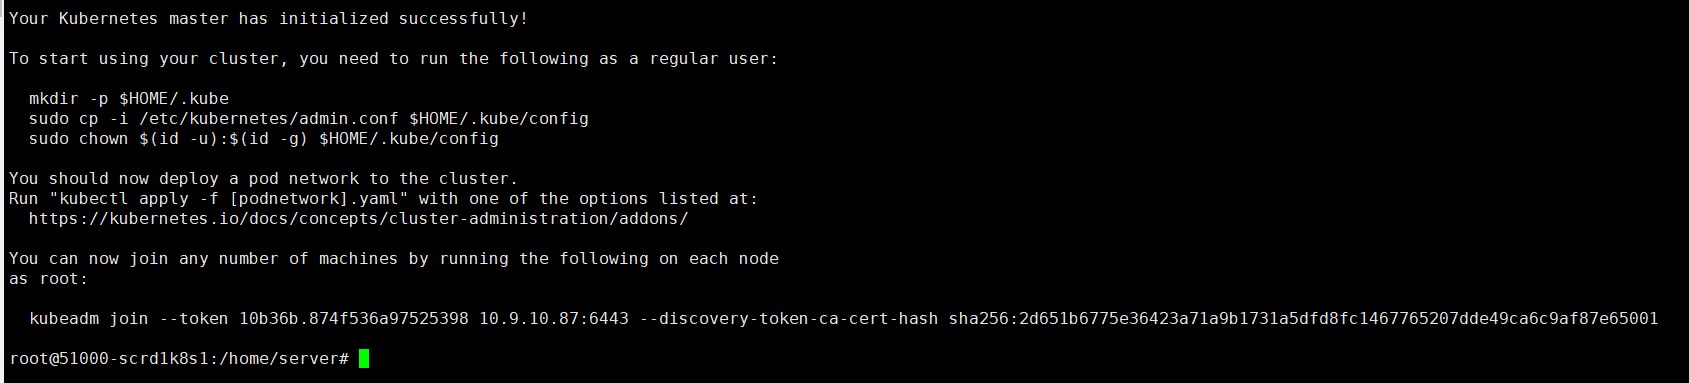 Your Kubernetes master has initialized successfully!
To start using your cluster, you need to run the following as a regular user:
mkdir -p $HOME/.kube
sudo cp -i /etc/kubernetes/admin.conf $HOME/.kube/config
sudo chown $(id -u):$(id -g) $HOME/.kube/config
You should now deploy a pod network to the cluster.
Run "kubectl apply -f [podnetwork].yaml" with one of the options listed at:
https://kubernetes.io/docs/concepts/cluster-administration/addons/
You can now join any number of machines by running the following on each node
as root:
kubeadm join --token 10b36b.874f536a97525398 10.9.10.87:6443 --discovery-token-ca-cert-hash sha256:2d651b6775e36423a71a9b1731a5dfd8fc1467765207dde49ca6c9af87e65001
root@51000-scrd1k8s1:/home/server#